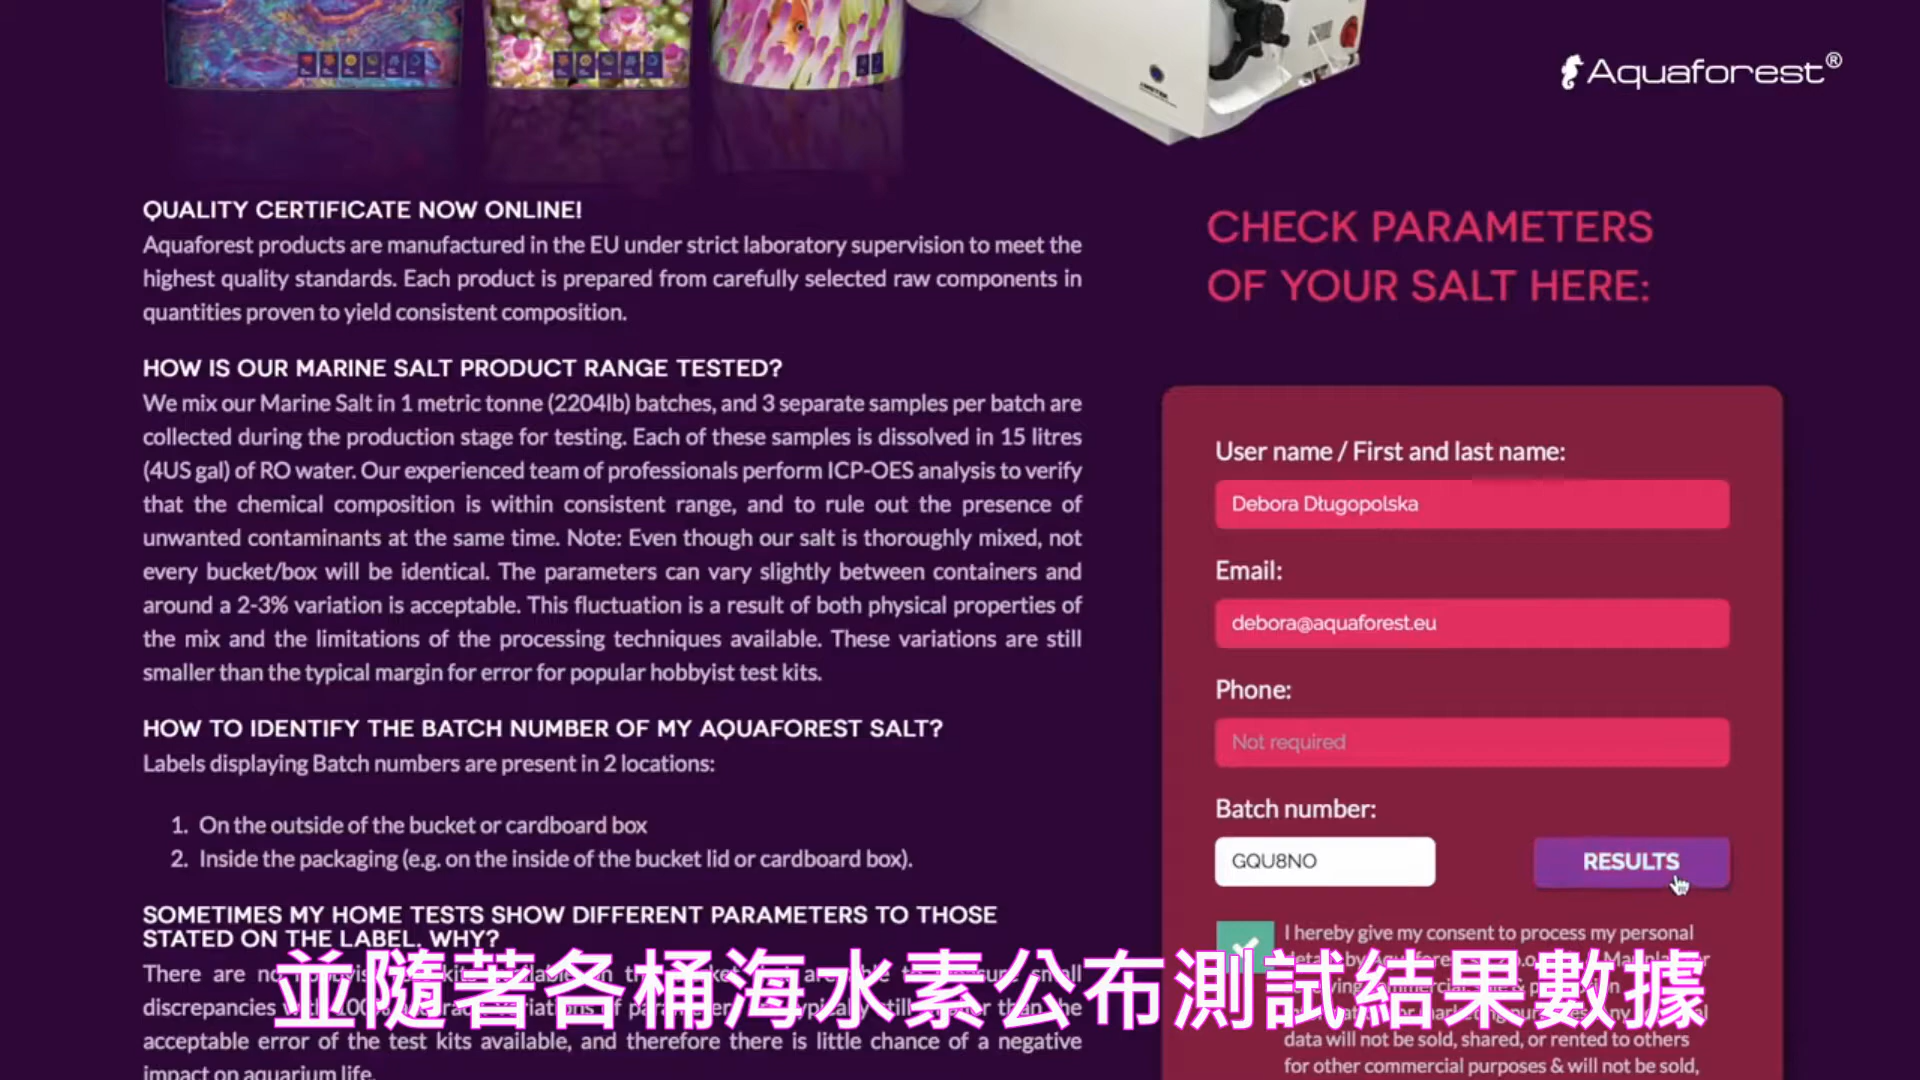 Aquaforest®
QUALITY CERTIFICATE NOW ONLINE!
Aquaforest products are manufactured in the EU under strict laboratory supervision to meet the
highest quality standards. Each product is prepared from carefully selected raw components in
quantities proven to yield consistent composition.
HOW IS OUR MARINE SALT PRODUCT RANGE TESTED?
We mix our Marine Salt in 1 metric tonne (2204lb) batches, and 3 separate samples per batch are
collected during the production stage for testing. Each of these samples is dissolved in 15 litres
(4US gal) of RO water. Our experienced team of professionals perform ICP-OES analysis to verify
that the chemical composition is within consistent range, and to rule out the presence of
unwanted contaminants at the same time. Note: Even though our salt is thoroughly mixed, not
every bucket/box will be identical. The parameters can vary slightly between containers and
around a 2-3% variation is acceptable. This fluctuation is a result of both physical properties of
the mix and the limitations of the processing techniques available. These variations are still
smaller than the typical margin for error for popular hobbyist test kits.
HOW TO IDENTIFY THE BATCH NUMBER OF MY AQUAFOREST SALT?
Labels displaying Batch numbers are present in 2 locations:
1. On the outside of the bucket or cardboard box
2. Inside the packaging (e.g. on the inside of the bucket lid or cardboard box).
SOMETIMES MY HOME TESTS SHOW DIFFERENT PARAMETERS TO THOSE
STATED ON THE LABEL. WHY?
There are
discrepancies
acceptable error of the test kits available, and therefore there is little chance of a negative
impact on aquarium life.
CHECK PARAMETERS
OF YOUR SALT HERE:
User name / First and last name:
Debora Długopolska
Email:
debora@aquaforest.eu
Phone:
Not required
Batch number:
GQU8NO
RESULTS
I hereby give my consent to process my personal
data will not be sold, shared, or rented to others
for other commercial purposes & will not be sold,
並隨著各桶海水素公布測試結果數據